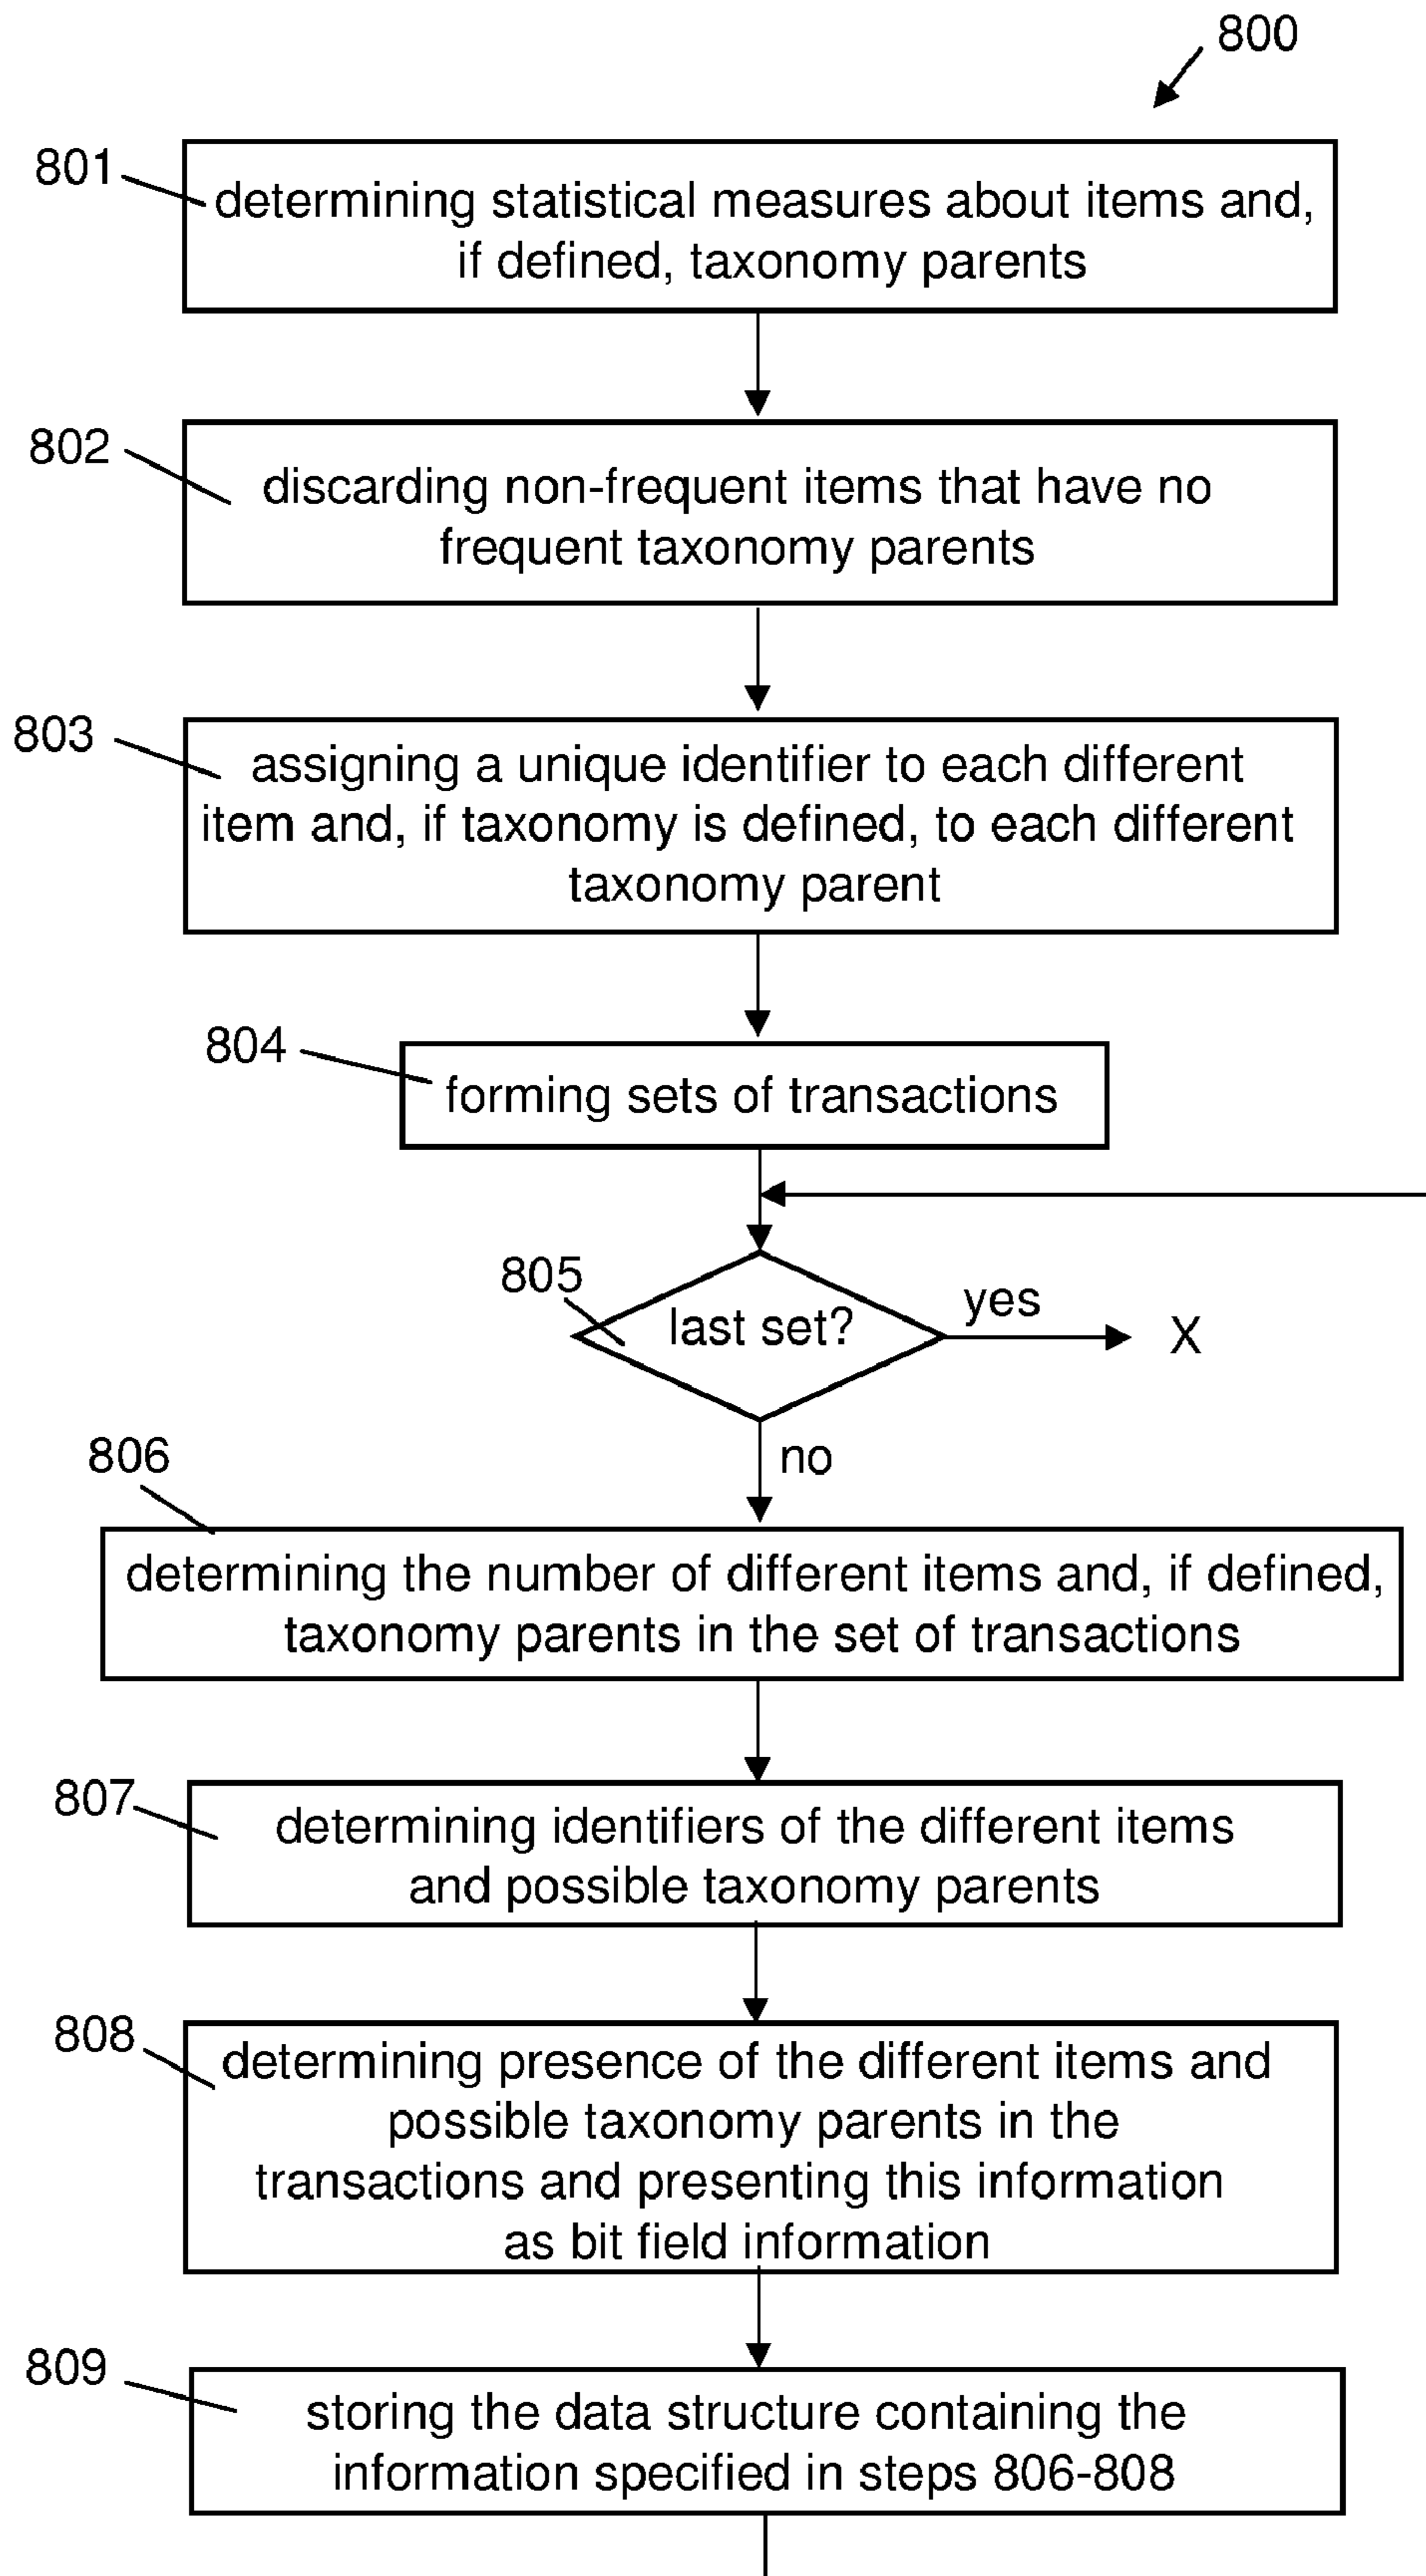 800
801
determining statistical measures about items and,
if defined, taxonomy parents
802
discarding non-frequent items that have no
frequent taxonomy parents
803
assigning a unique identifier to each different
item and, if taxonomy is defined, to each different
taxonomy parent
804
forming sets of transactions
805
last set?
yes
X
no
806
determining the number of different items and, if defined,
taxonomy parents in the set of transactions
807
determining identifiers of the different items
and possible taxonomy parents
808
determining presence of the different items and
possible taxonomy parents in the
transactions and presenting this information
as bit field information
809
storing the data structure containing the
information specified in steps 806-808